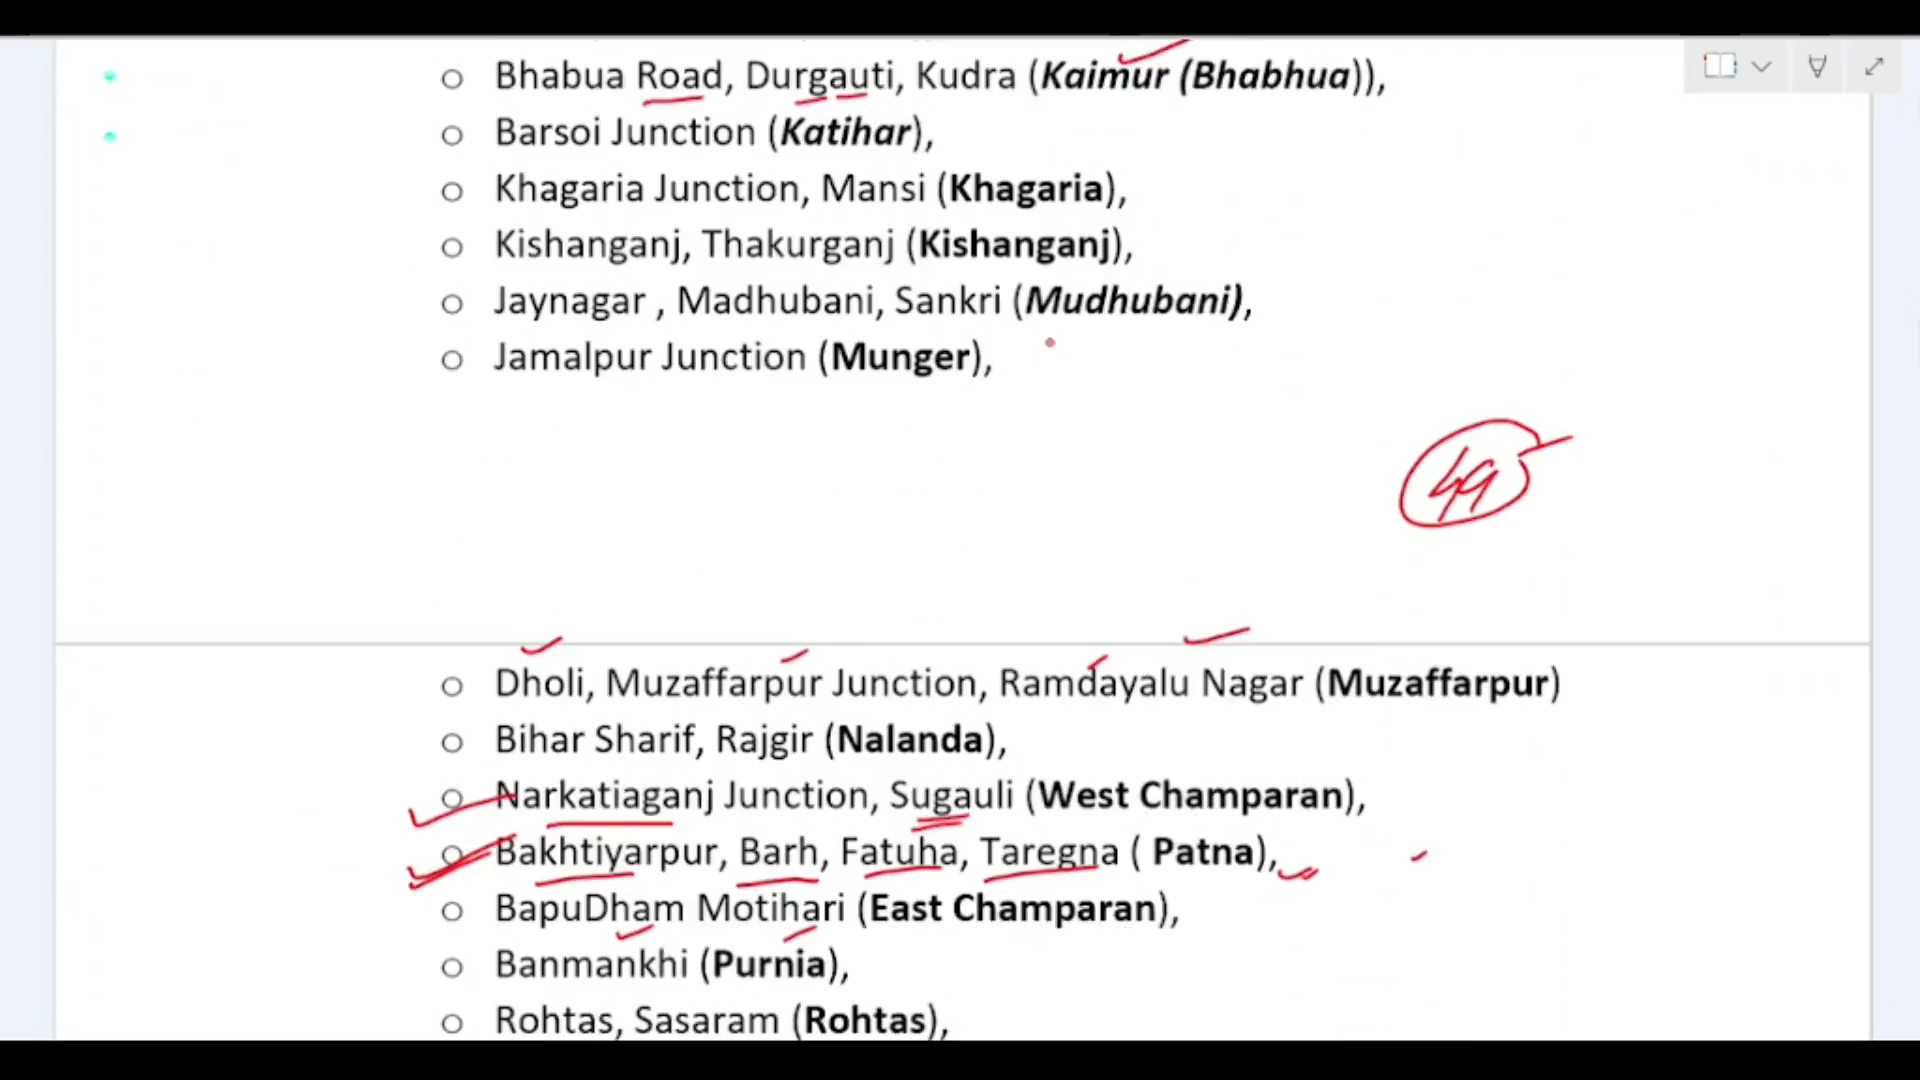 o Bhabua Road, Durgauti, Kudra (Kaimur (Bhabhua)),
o Barsoi Junction (Katihar),
o Khagaria Junction, Mansi (Khagaria),
o Kishanganj, Thakurganj (Kishanganj),
o Jaynagar , Madhubani, Sankri (Mudhubani),
o Jamalpur Junction (Munger),
49
o Dholi, Muzaffarpur Junction, Ramdayalu Nagar (Muzaffarpur)
o Bihar Sharif, Rajgir (Nalanda),
o Narkatiaganj Junction, Sugauli (West Champaran),
o Bakhtiyarpur, Barh, Fatuha, Taregna ( Patna),
o BapuDham Motihari (East Champaran),
o Banmankhi (Purnia),
o Rohtas, Sasaram (Rohtas),